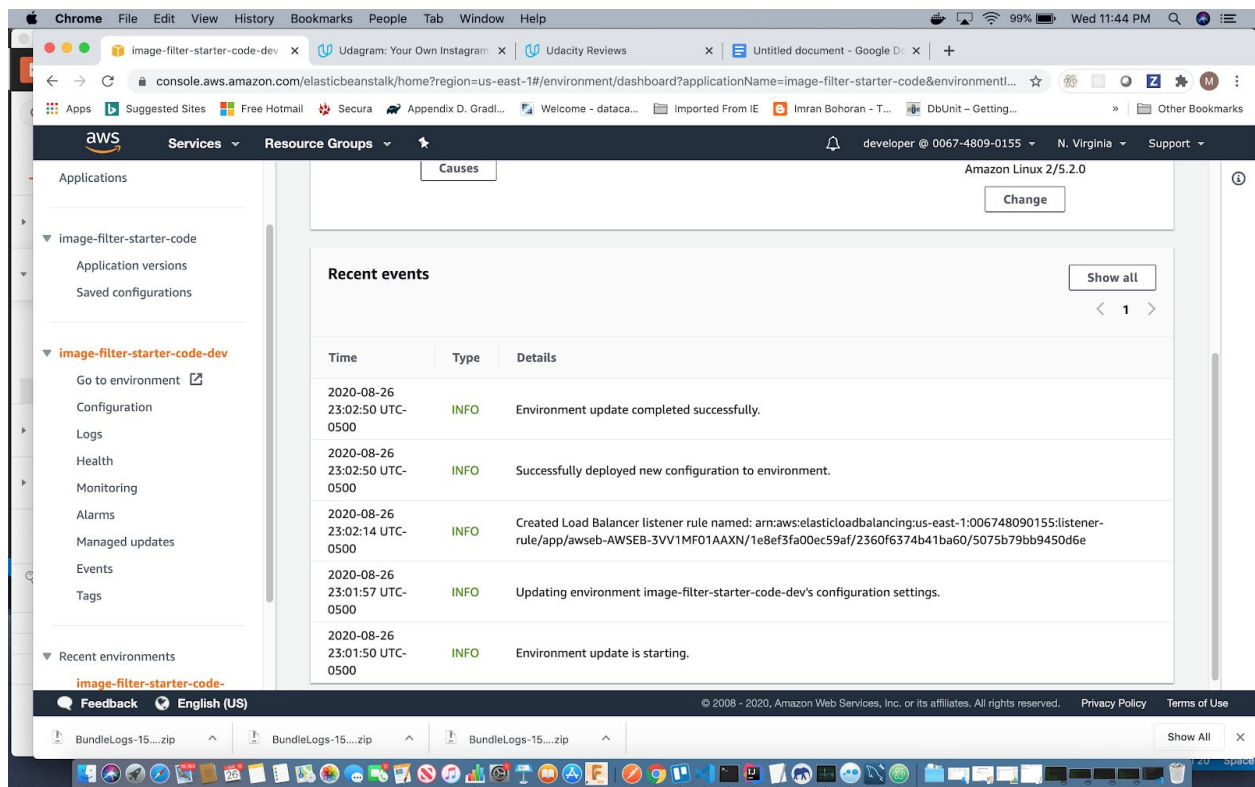 Chrome File Edit View History Bookmarks People Tab Window Help 99% Wed 11:44 PM
image-filter-starter-code-dev Udagram: Your Own Instagram Udacity Reviews Untitled document - Google Do +
console.aws.amazon.com/elasticbeanstalk/home?region=us-east-1#/environment/dashboard?applicationName=image-filter-starter-code&environmentI... Z M
Apps Suggested Sites Free Hotmail Secura Appendix D. Gradl... Welcome - dataca... Imported From IE Imran Bohoran - T... DbUnit – Getting... » Other Bookmarks
aws Services Resource Groups developer @ 0067-4809-0155 N. Virginia Support
Applications
image-filter-starter-code
Application versions
Saved configurations
image-filter-starter-code-dev
Go to environment
Configuration
Logs
Health
Monitoring
Alarms
Managed updates
Events
Tags
Recent environments
image-filter-starter-code-
Causes
Amazon Linux 2/5.2.0
Change
Recent events
Show all
1
Time Type Details
2020-08-26
23:02:50 UTC- INFO Environment update completed successfully.
0500
2020-08-26
23:02:50 UTC- INFO Successfully deployed new configuration to environment.
0500
2020-08-26
23:02:14 UTC- INFO Created Load Balancer listener rule named: arn:aws:elasticloadbalancing:us-east-1:006748090155:listener-
0500 rule/app/awseb-AWSEB-3VV1MF01AAXN/1e8ef3fa00ec59af/2360f6374b41ba60/5075b79bb9450d6e
2020-08-26
23:01:57 UTC- INFO Updating environment image-filter-starter-code-dev's configuration settings.
0500
2020-08-26
23:01:50 UTC- INFO Environment update is starting.
0500
Feedback English (US) © 2008 - 2020, Amazon Web Services, Inc. or its affiliates. All rights reserved. Privacy Policy Terms of Use
BundleLogs-15....zip BundleLogs-15....zip BundleLogs-15....zip Show All